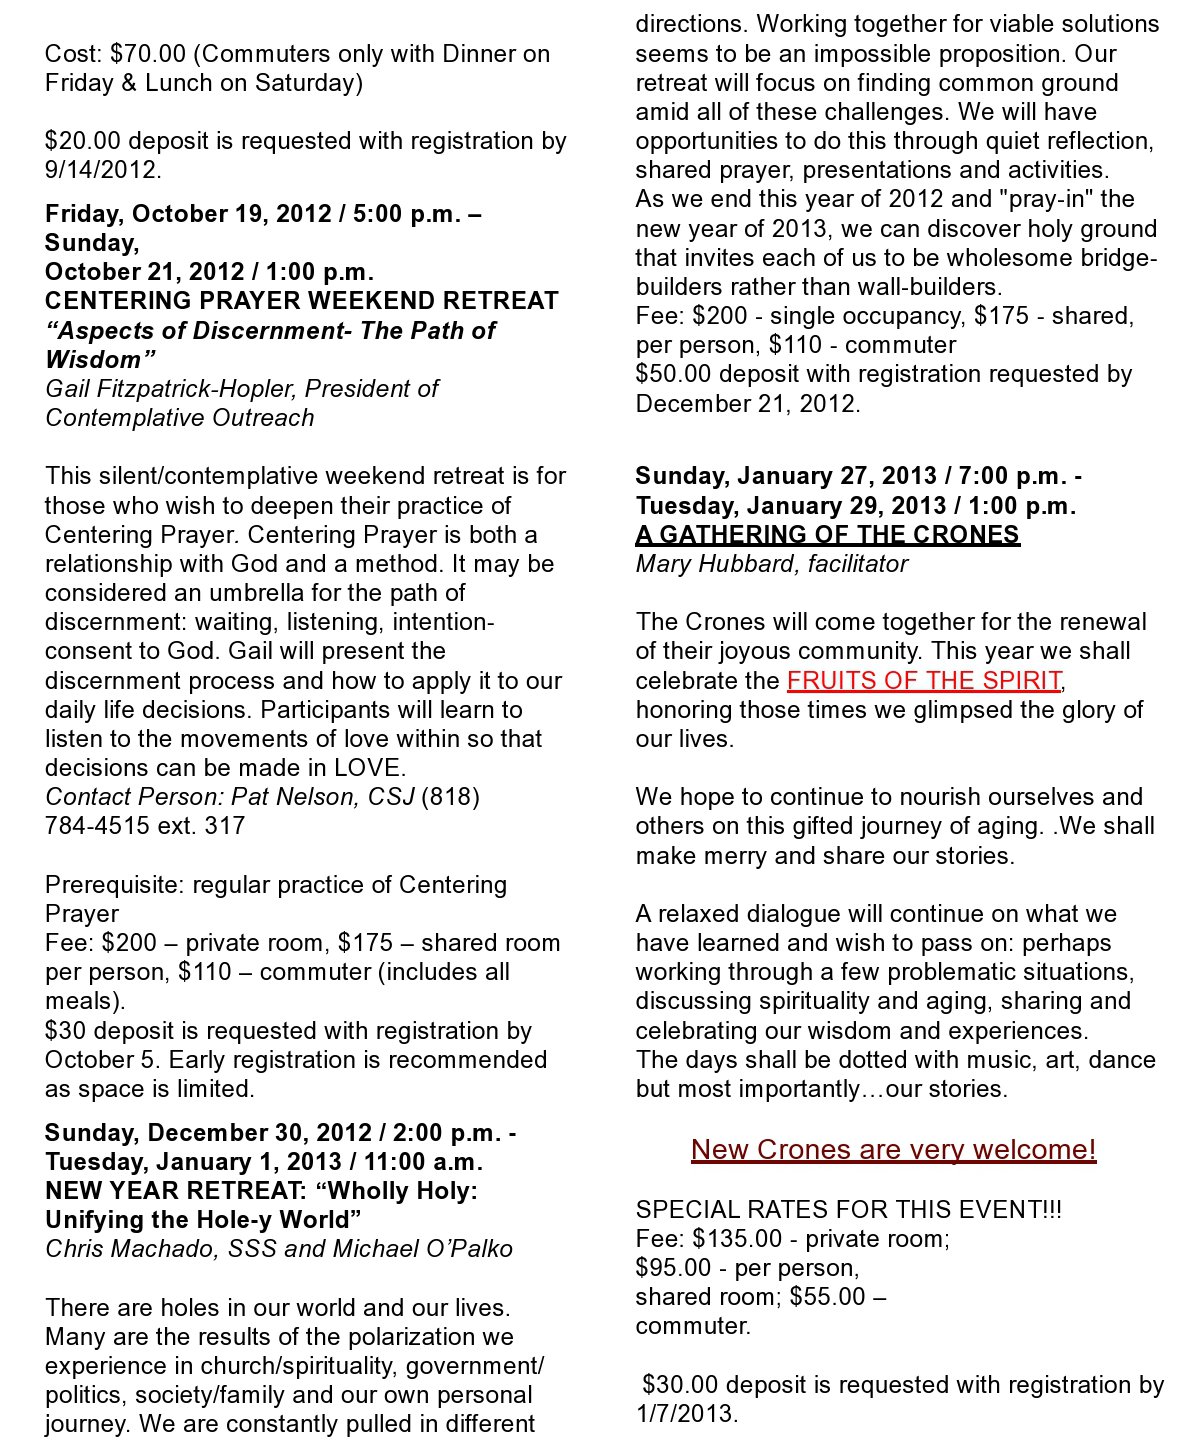 Cost: $70.00 (Commuters only with Dinner on
Friday & Lunch on Saturday)
$20.00 deposit is requested with registration by
9/14/2012.
Friday, October 19, 2012 / 5:00 p.m. –
Sunday,
October 21, 2012 / 1:00 p.m.
CENTERING PRAYER WEEKEND RETREAT
“Aspects of Discernment- The Path of
Wisdom”
Gail Fitzpatrick-Hopler, President of
Contemplative Outreach
This silent/contemplative weekend retreat is for
those who wish to deepen their practice of
Centering Prayer. Centering Prayer is both a
relationship with God and a method. It may be
considered an umbrella for the path of
discernment: waiting, listening, intention-
consent to God. Gail will present the
discernment process and how to apply it to our
daily life decisions. Participants will learn to
listen to the movements of love within so that
decisions can be made in LOVE.
Contact Person: Pat Nelson, CSJ (818)
784-4515 ext. 317
Prerequisite: regular practice of Centering
Prayer
Fee: $200 – private room, $175 – shared room
per person, $110 – commuter (includes all
meals).
$30 deposit is requested with registration by
October 5. Early registration is recommended
as space is limited.
Sunday, December 30, 2012 / 2:00 p.m. -
Tuesday, January 1, 2013 / 11:00 a.m.
NEW YEAR RETREAT: “Wholly Holy:
Unifying the Hole-y World”
Chris Machado, SSS and Michael O’Palko
There are holes in our world and our lives.
Many are the results of the polarization we
experience in church/spirituality, government/
politics, society/family and our own personal
journey. We are constantly pulled in different
directions. Working together for viable solutions
seems to be an impossible proposition. Our
retreat will focus on finding common ground
amid all of these challenges. We will have
opportunities to do this through quiet reflection,
shared prayer, presentations and activities.
As we end this year of 2012 and "pray-in" the
new year of 2013, we can discover holy ground
that invites each of us to be wholesome bridge-
builders rather than wall-builders.
Fee: $200 - single occupancy, $175 - shared,
per person, $110 - commuter
$50.00 deposit with registration requested by
December 21, 2012.
Sunday, January 27, 2013 / 7:00 p.m. -
Tuesday, January 29, 2013 / 1:00 p.m.
A GATHERING OF THE CRONES
Mary Hubbard, facilitator
The Crones will come together for the renewal
of their joyous community. This year we shall
celebrate the FRUITS OF THE SPIRIT,
honoring those times we glimpsed the glory of
our lives.
We hope to continue to nourish ourselves and
others on this gifted journey of aging. .We shall
make merry and share our stories.
A relaxed dialogue will continue on what we
have learned and wish to pass on: perhaps
working through a few problematic situations,
discussing spirituality and aging, sharing and
celebrating our wisdom and experiences.
The days shall be dotted with music, art, dance
but most importantly…our stories.
New Crones are very welcome!
SPECIAL RATES FOR THIS EVENT!!!
Fee: $135.00 - private room;
$95.00 - per person,
shared room; $55.00 –
commuter.
$30.00 deposit is requested with registration by
1/7/2013.